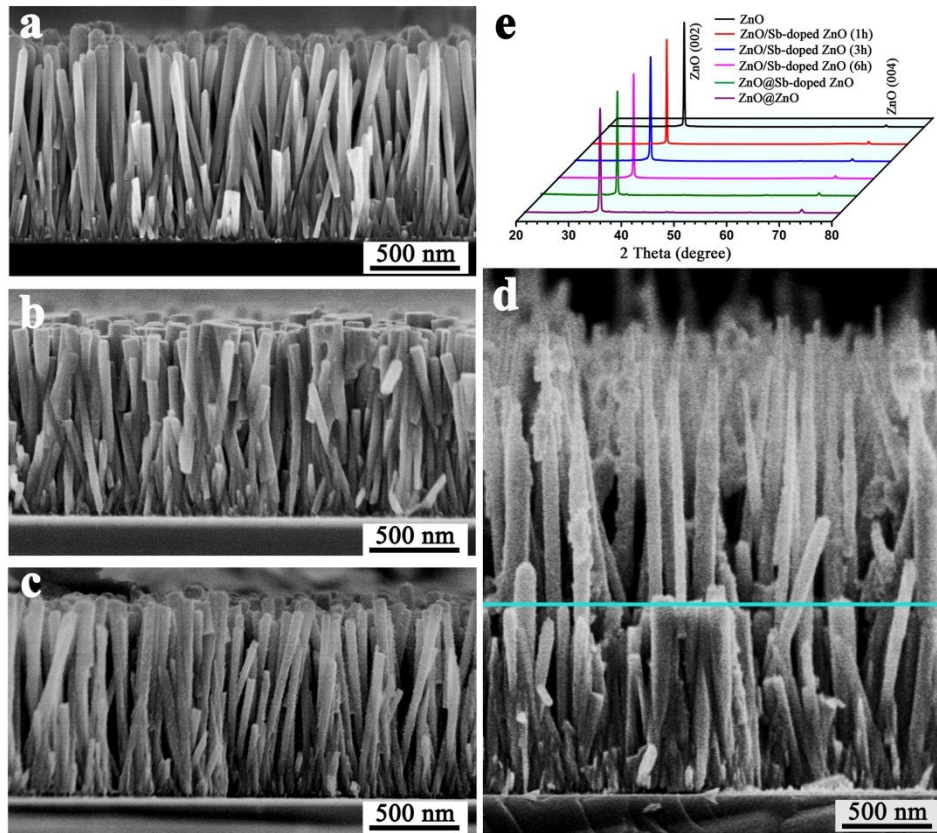 a
500 nm
b
500 nm
c
500 nm
e
ZnO
ZnO/Sb-doped ZnO (1h)
ZnO/Sb-doped ZnO (3h)
ZnO/Sb-doped ZnO (6h)
ZnO@Sb-doped ZnO
ZnO@ZnO
ZnO (002)
ZnO (004)
20 30 40 50 60 70 80
2 Theta (degree)
d
500 nm